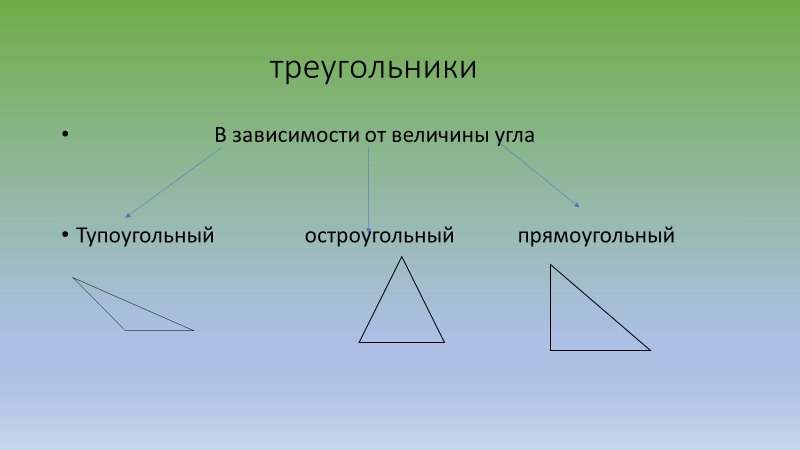 треугольники
• В зависимости от величины угла
• Тупоугольный остроугольный прямоугольный